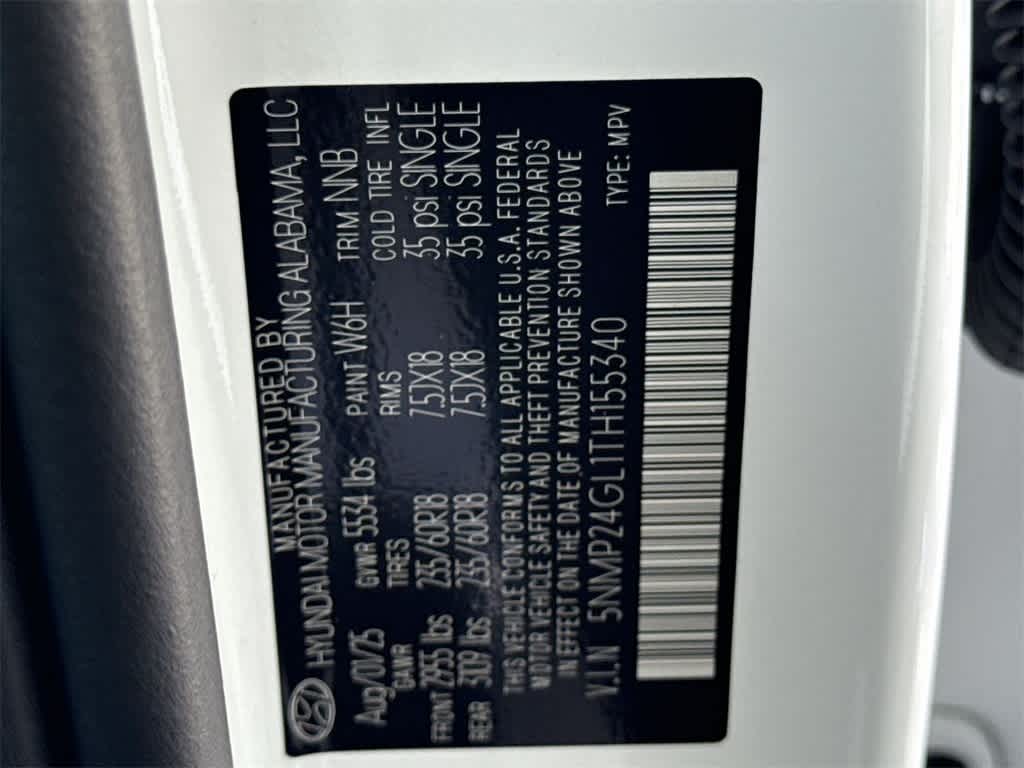 MANUFACTURED BY
HYUNDAI MOTOR MANUFACTURING ALABAMA, LLC
Aug/01/25 GVWR 5534 lbs PAINT W6H TRIM NNB
GAWR TIRES RIMS COLD TIRE INFL
FRONT 2955 lbs 235/60R18 7.5JX18 35 psi SINGLE
REAR 3109 lbs 235/60R18 7.5JX18 35 psi SINGLE
THIS VEHICLE CONFORMS TO ALL APPLICABLE U.S.A. FEDERAL
MOTOR VEHICLE SAFETY AND THEFT PREVENTION STANDARDS
IN EFFECT ON THE DATE OF MANUFACTURE SHOWN ABOVE
V.I.N 5NMP24GL1TH155340 TYPE: MPV